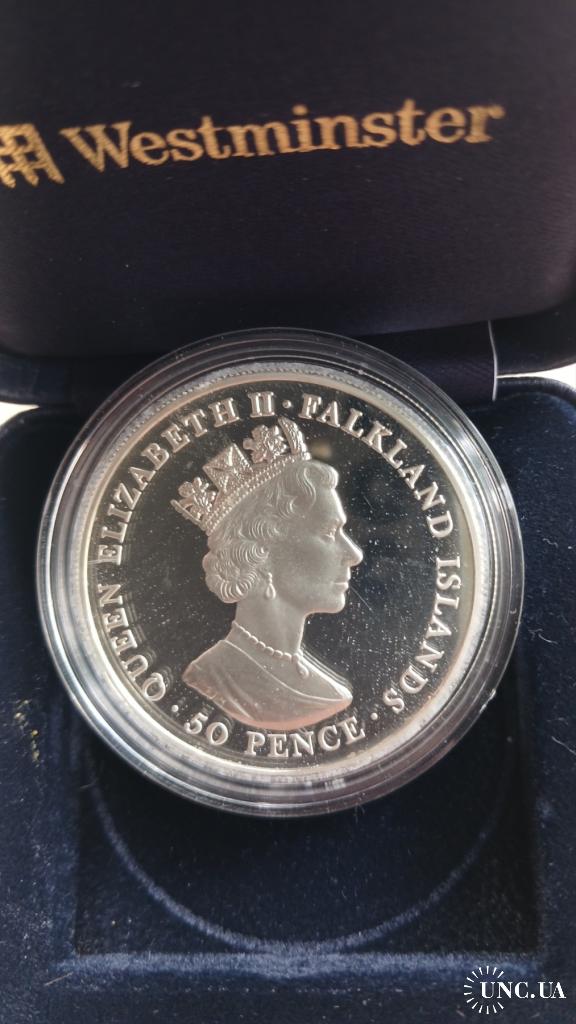 Westminster
QUEEN ELIZABETH II · FALKLAND ISLANDS
· 50 PENCE ·
UNC.UA